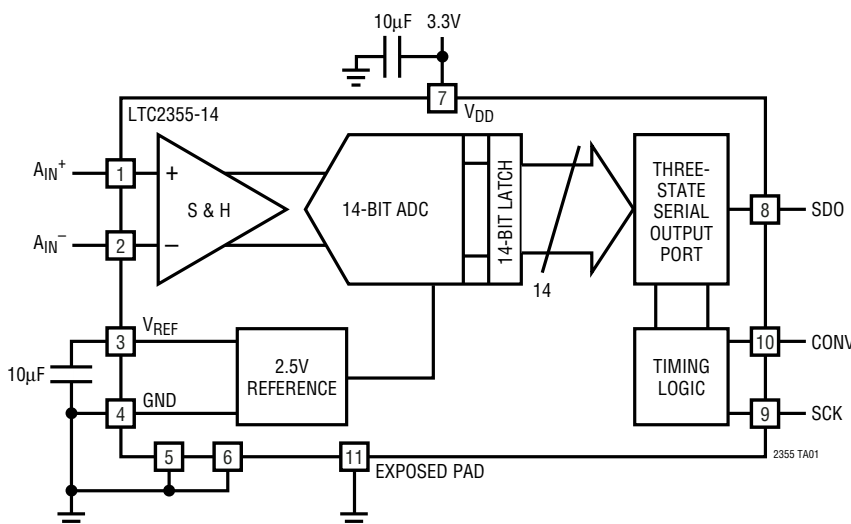 10µF 3.3V
7
LTC2355-14
VDD
AIN+
1
+
S & H
14-BIT ADC
14-BIT LATCH
14
THREE-
STATE
SERIAL
OUTPUT
PORT
8
SDO
AIN–
2
–
3
VREF
10µF
4
GND
2.5V
REFERENCE
TIMING
LOGIC
10
CONV
9
SCK
5
6
11
EXPOSED PAD
2355 TA01